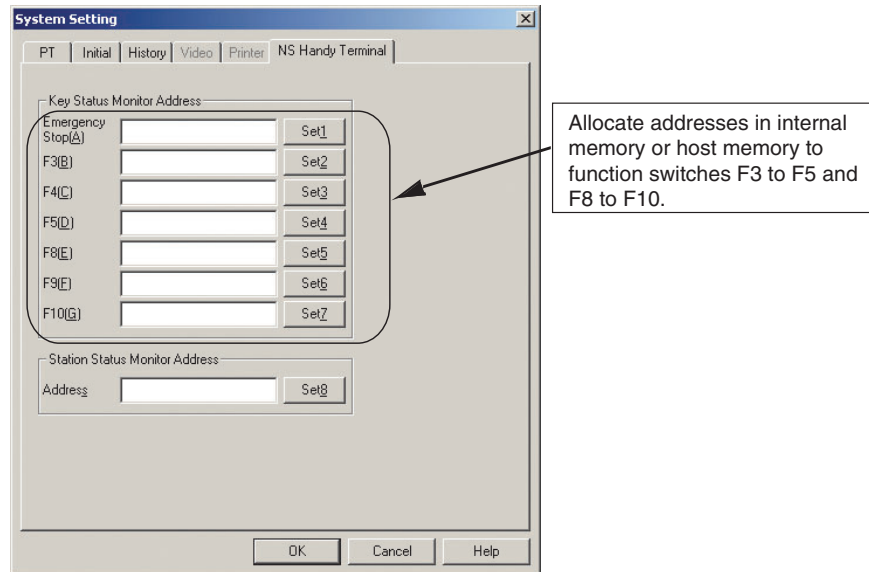 System Setting
PT Initial History Video Printer NS Handy Terminal
Key Status Monitor Address
Emergency
Stop(A) Set1
F3(B) Set2
F4(C) Set3
F5(D) Set4
F8(E) Set5
F9(F) Set6
F10(G) Set7
Station Status Monitor Address
Address Set8
OK Cancel Help
Allocate addresses in internal
memory or host memory to
function switches F3 to F5 and
F8 to F10.